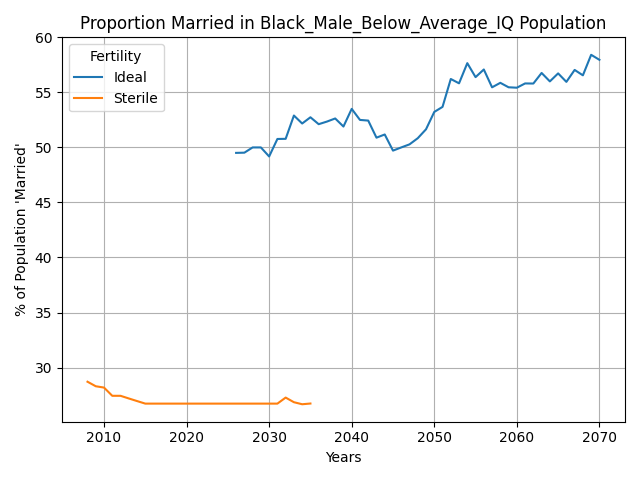 Proportion Married in Black_Male_Below_Average_IQ Population
Fertility
Ideal
Sterile
% of Population 'Married'
60
55
50
45
40
35
30
2010 2020 2030 2040 2050 2060 2070
Years